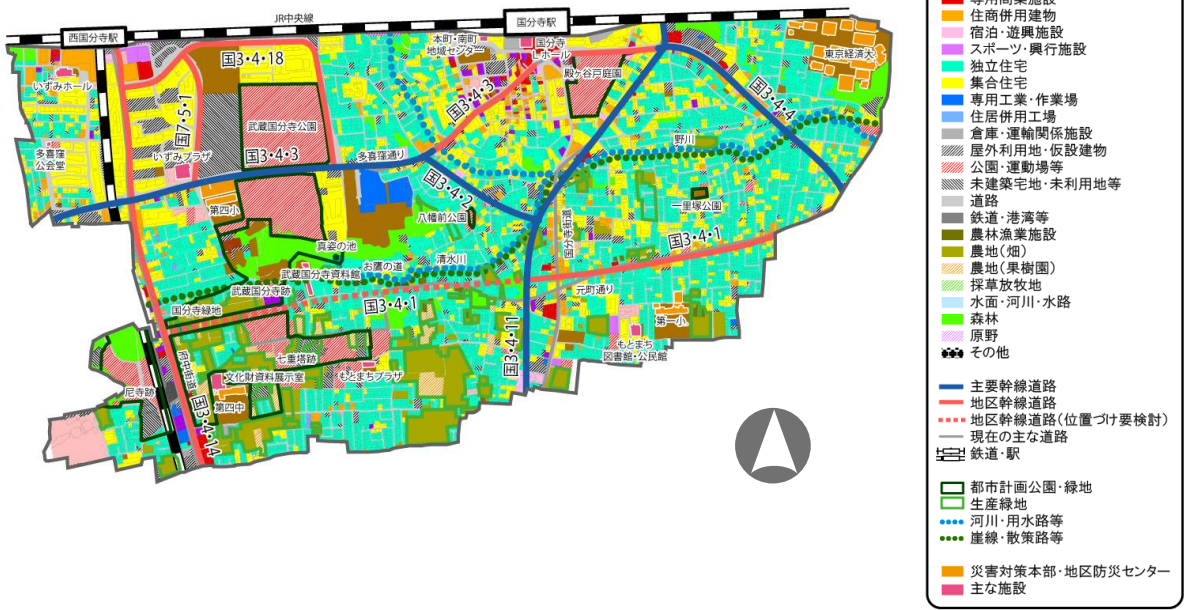 JR中央線
西国分寺駅
国分寺駅
専用商業施設
住商併用建物
宿泊・遊興施設
スポーツ・興行施設
独立住宅
集合住宅
専用工業・作業場
住居併用工場
倉庫・運輸関係施設
屋外利用地・仮設建物
公園・運動場等
未建築宅地・未利用地等
道路
鉄道・港湾等
農林漁業施設
農地(畑)
農地(果樹園)
採草放牧地
水面・河川・水路
森林
原野
その他
主要幹線道路
地区幹線道路
地区幹線道路(位置づけ要検討)
現在の主な道路
鉄道・駅
都市計画公園・緑地
生産緑地
河川・用水路等
崖線・散策路等
災害対策本部・地区防災センター
主な施設
本町・南町
地域センター
国分寺
Lホール
殿ヶ谷戸庭園
東京経済大
いずみホール
国3・4・18
国3・4・3
国3・4・4
国7・5・1
武蔵国分寺公園
国3・4・3
いずみプラザ
多喜窪
公会堂
多喜窪通り
野川
国3・4・2
第四小
八幡前公園
一里塚公園
国分寺街道
国3・4・1
真姿の池
清水川
お鷹の道
武蔵国分寺資料館
武蔵国分寺跡
元町通り
国分寺緑地
国3・4・1
第一小
国3・4・11
もとまち
図書館・公民館
七重塔跡
府中街道
文化財資料展示室
もとまちプラザ
尼寺跡
第四中
国3・4・14